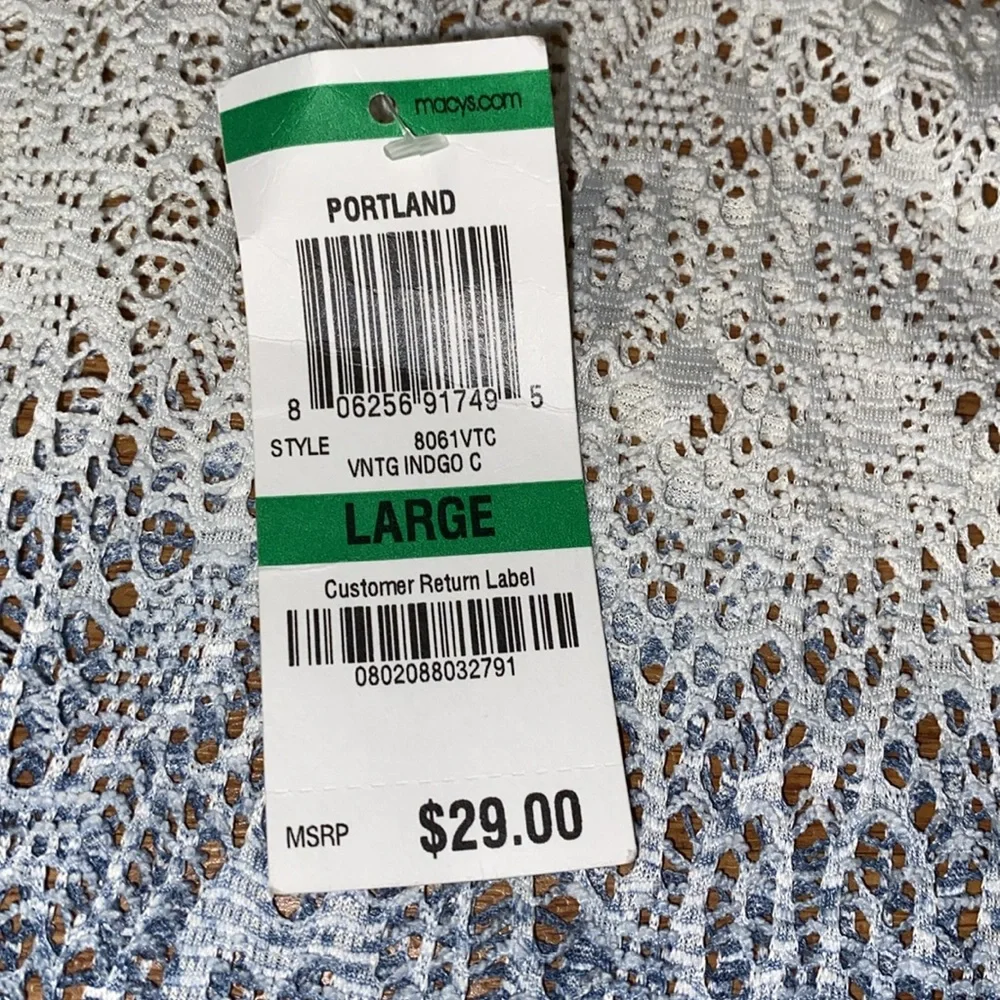 macys.com
PORTLAND
8 06256 91749 5
STYLE 8061VTC
VNTG INDGO C
LARGE
Customer Return Label
0802088032791
MSRP $29.00